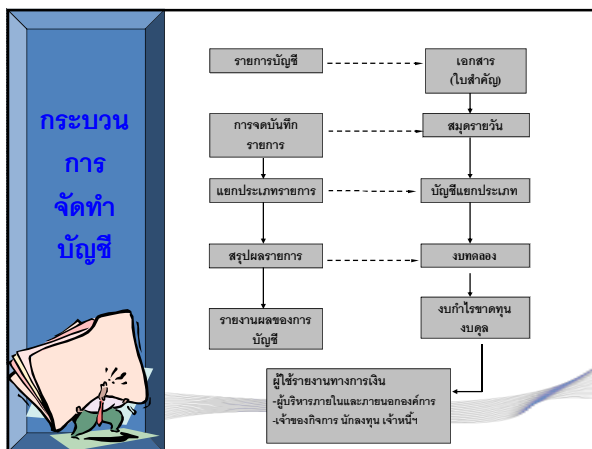 กระบวน
การ
จัดทำ
บัญชี
รายการบัญชี
เอกสาร
(ใบสำคัญ)
การจดบันทึก
รายการ
สมุดรายวัน
แยกประเภทรายการ
บัญชีแยกประเภท
สรุปผลรายการ
งบทดลอง
รายงานผลของการ
บัญชี
งบกำไรขาดทุน
งบดุล
ผู้ใช้รายงานทางการเงิน
-ผู้บริหารภายในและภายนอกองค์การ
-เจ้าของกิจการ นักลงทุน เจ้าหนี้ฯ